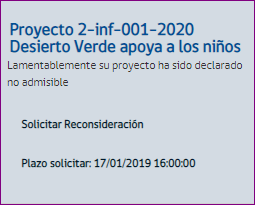 Proyecto 2-inf-001-2020
Desierto Verde apoya a los niños
Lamentablemente su proyecto ha sido declarado
no admisible
Solicitar Reconsideración
Plazo solicitar: 17/01/2019 16:00:00